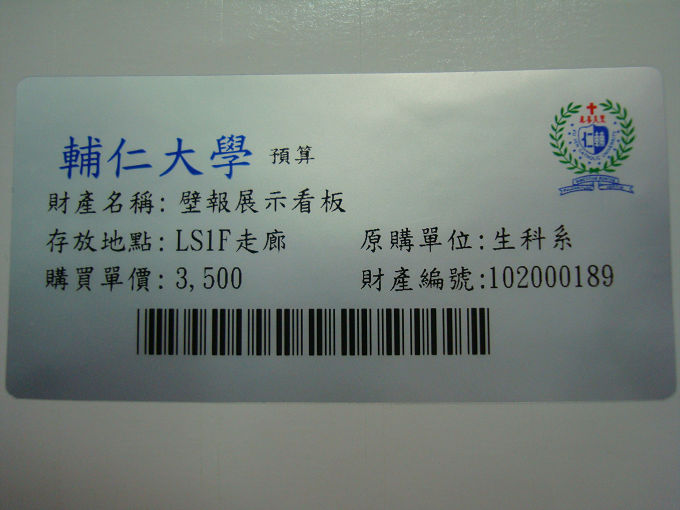 輔仁大學 預算
財產名稱: 壁報展示看板
存放地點: LS1F走廊 原購單位: 生科系
購買單價: 3,500 財產編號:102000189